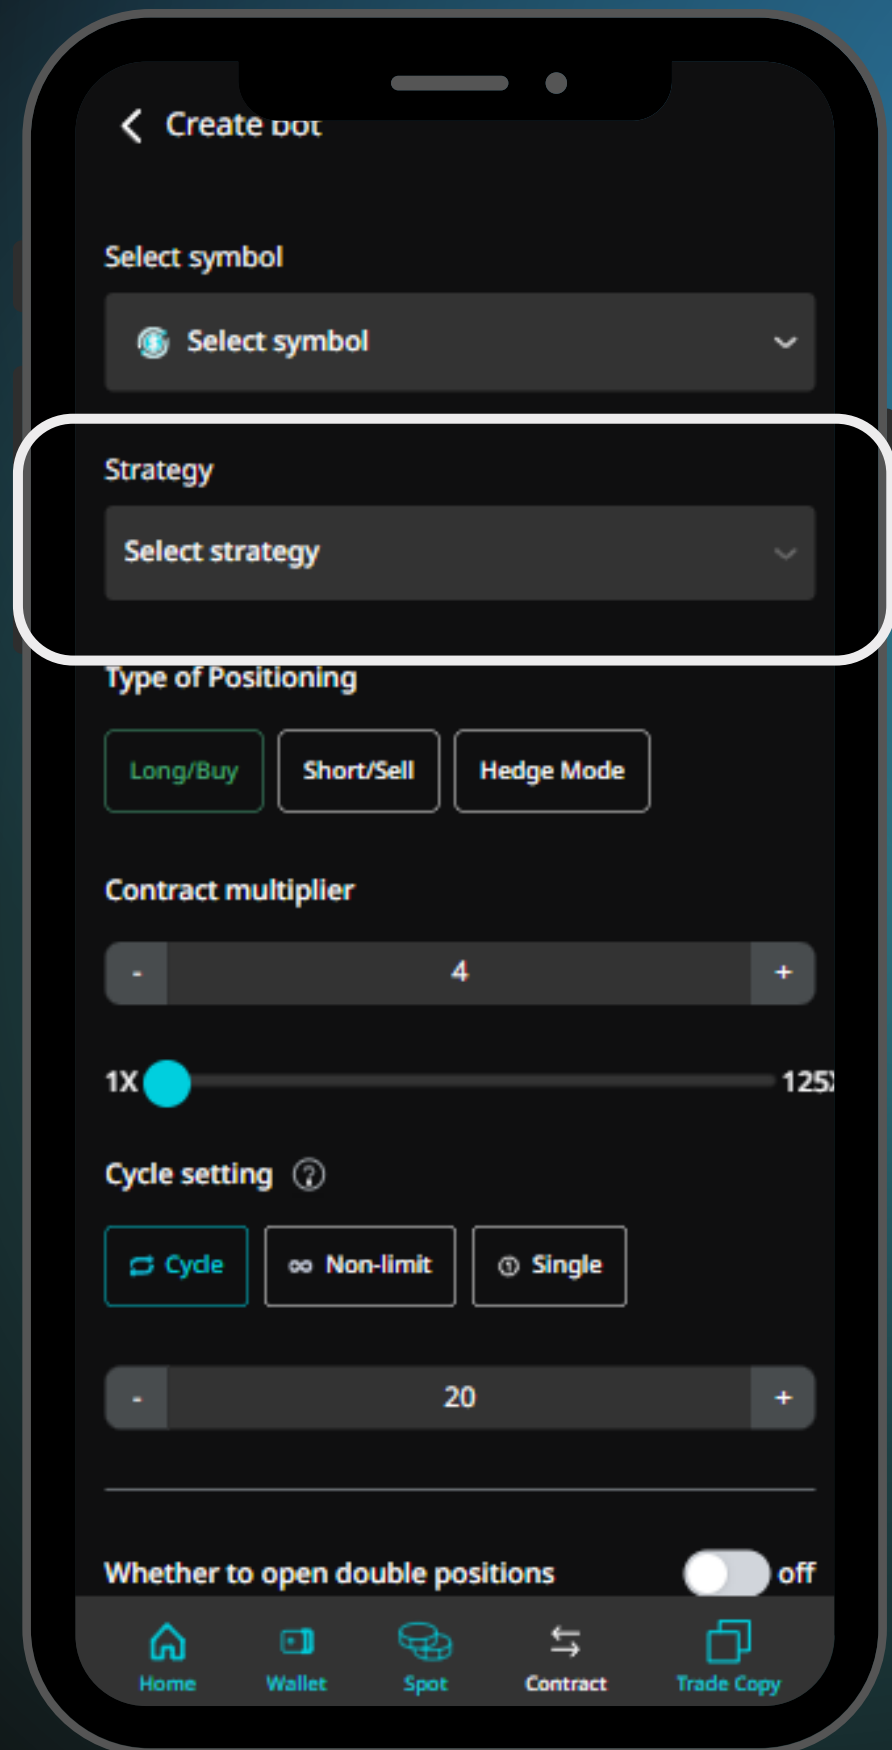 Create bot
Select symbol
Select symbol
Strategy
Select strategy
Type of Positioning
Long/Buy Short/Sell Hedge Mode
Contract multiplier
- 4 +
1X 125X
Cycle setting ?
Cycle Non-limit Single
- 20 +
Whether to open double positions off
Home Wallet Spot Contract Trade Copy